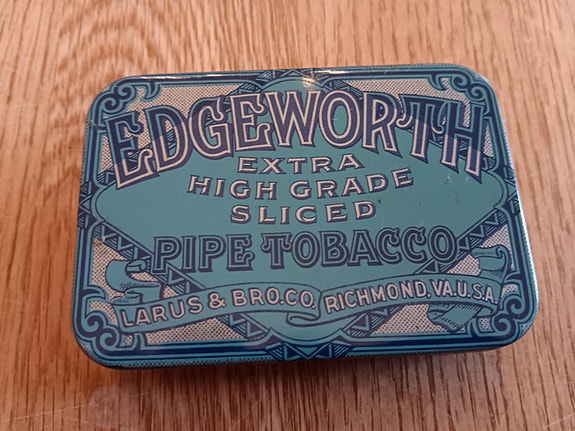 EDGEWORTH
EXTRA
HIGH GRADE
SLICED
PIPE TOBACCO
LARUS & BRO.CO. RICHMOND, VA.U.S.A.